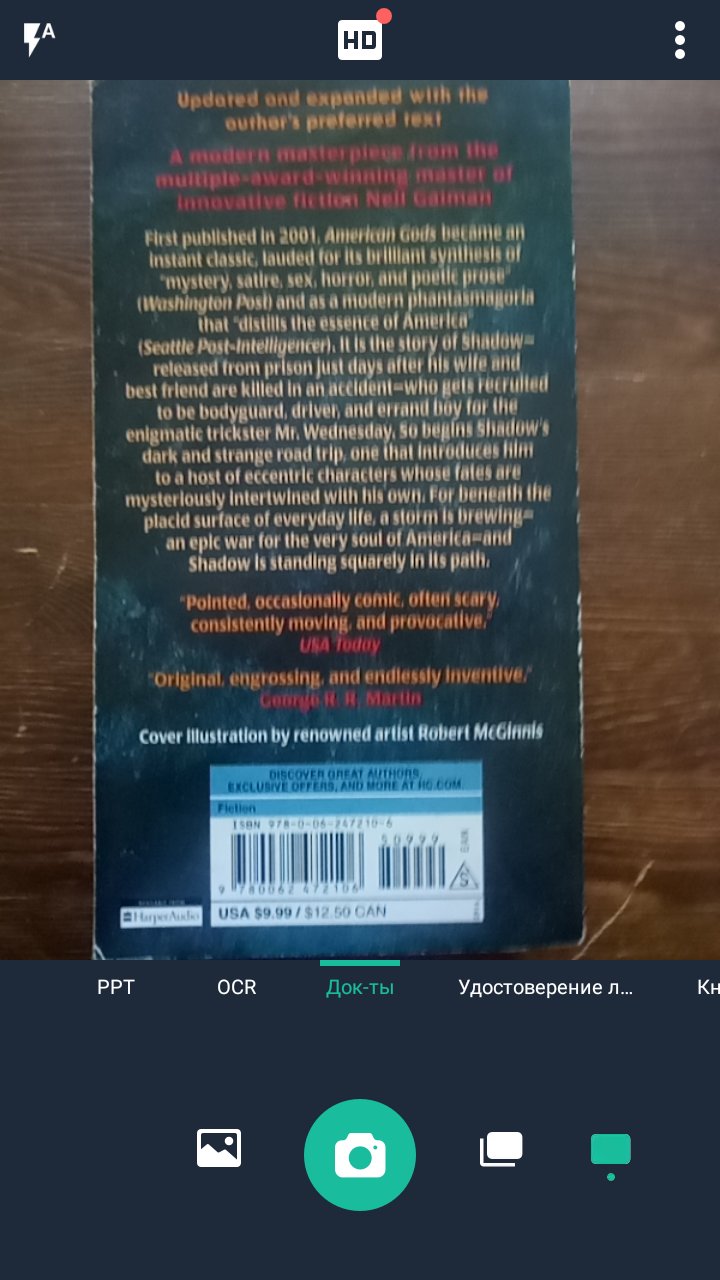 A
HD
Updated and expanded with the
author's preferred text
A modern masterpiece from the
multiple-award-winning master of
innovative fiction Neil Gaiman
First published in 2001, American Gods became an
instant classic, lauded for its brilliant synthesis of
"mystery, satire, sex, horror, and poetic prose"
(Washington Post) and as a modern phantasmagoria
that "distills the essence of America"
(Seattle Post-Intelligencer). It is the story of Shadow—
released from prison just days after his wife and
best friend are killed in an accident—who gets recruited
to be bodyguard, driver, and errand boy for the
enigmatic trickster Mr. Wednesday. So begins Shadow's
dark and strange road trip, one that introduces him
to a host of eccentric characters whose fates are
mysteriously intertwined with his own. For beneath the
placid surface of everyday life, a storm is brewing—
an epic war for the very soul of America—and
Shadow is standing squarely in its path.
"Pointed, occasionally comic, often scary,
consistently moving, and provocative."
USA Today
"Original, engrossing, and endlessly inventive."
George R. R. Martin
Cover illustration by renowned artist Robert McGinnis
DISCOVER GREAT AUTHORS,
EXCLUSIVE OFFERS, AND MORE AT HC.COM.
Fiction
ISBN 978-0-06-247210-6
50999
EAN
9 780062 472106
HarperAudio
USA $9.99 / $12.50 CAN
PPT
OCR
Док-ты
Удостоверение л...
Кн